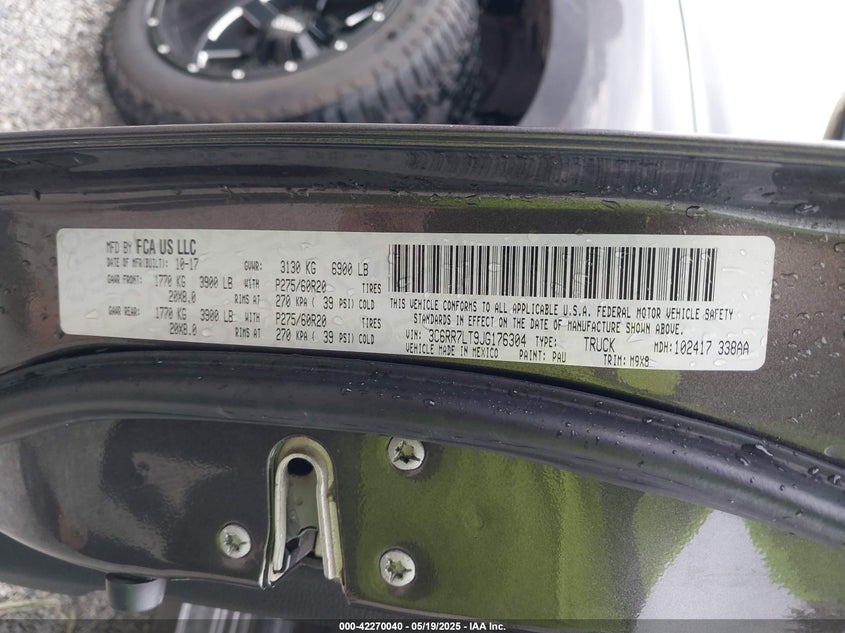 MFD BY FCA US LLC
DATE OF MFR(BUILT): 10-17 GVWR: 3130 KG 6900 LB
GAWR FRONT: 1770 KG 3900 LB WITH P275/60R20 TIRES
20X8.0 RIMS AT 270 KPA ( 39 PSI) COLD
GAWR REAR: 1770 KG 3900 LB WITH P275/60R20 TIRES
20X8.0 RIMS AT 270 KPA ( 39 PSI) COLD
THIS VEHICLE CONFORMS TO ALL APPLICABLE U.S.A. FEDERAL MOTOR VEHICLE SAFETY
STANDARDS IN EFFECT ON THE DATE OF MANUFACTURE SHOWN ABOVE.
VIN: 3C6RR7LT9JG176304 TYPE: TRUCK MDH: 102417 338AA
VEHICLE MADE IN MEXICO PAINT: PAU TRIM: M9X8
000-42270040 - 05/19/2025 - IAA Inc.